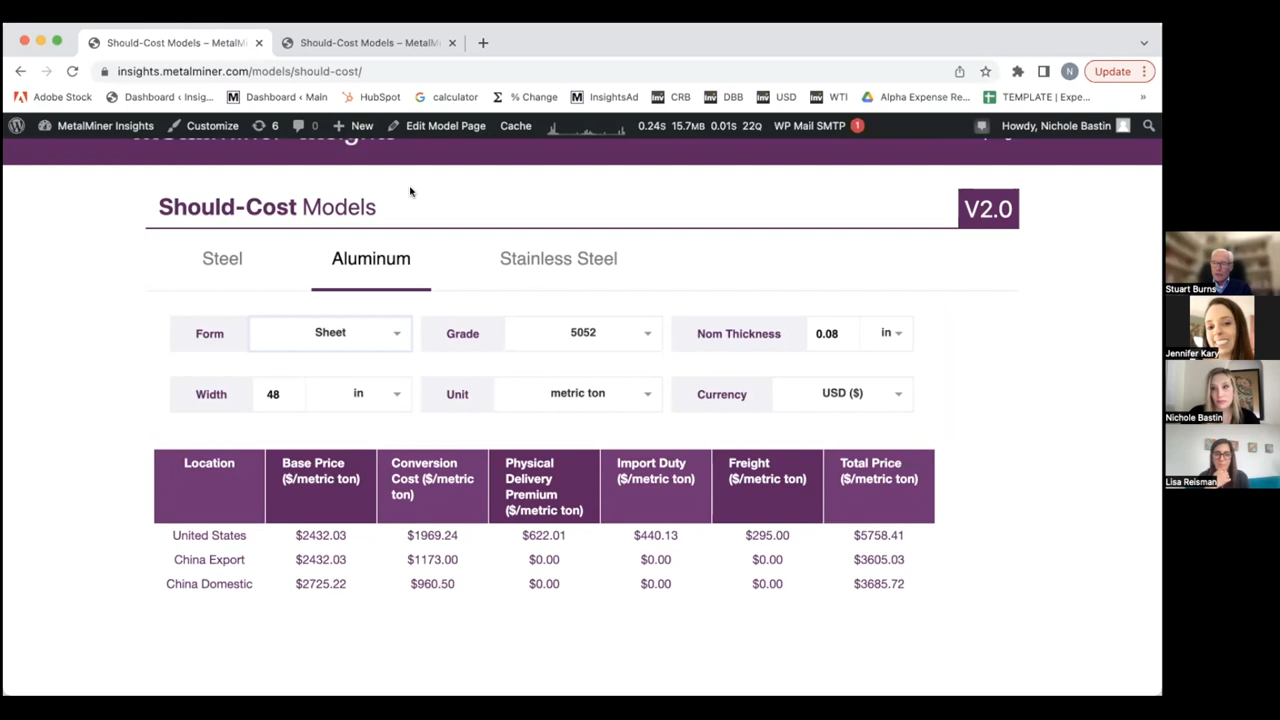 Should-Cost Models – MetalMi
Should-Cost Models – MetalM
insights.metalminer.com/models/should-cost/
N
Update
Adobe Stock
Dashboard ‹ Insig...
Dashboard ‹ Main
HubSpot
calculator
% Change
InsightsAd
CRB
DBB
USD
WTI
Alpha Expense Re...
TEMPLATE | Expe...
»
MetalMiner Insights
Customize
6
0
New
Edit Model Page
Cache
0.24s 15.7MB 0.01s 22Q
WP Mail SMTP 1
Howdy, Nichole Bastin
Should-Cost Models
V2.0
Steel
Aluminum
Stainless Steel
Form Sheet
Grade 5052
Nom Thickness 0.08 in
Width 48 in
Unit metric ton
Currency USD ($)
Location
Base Price
($/metric ton)
Conversion
Cost ($/metric
ton)
Physical
Delivery
Premium
($/metric ton)
Import Duty
($/metric ton)
Freight
($/metric ton)
Total Price
($/metric ton)
United States $2432.03 $1969.24 $622.01 $440.13 $295.00 $5758.41
China Export $2432.03 $1173.00 $0.00 $0.00 $0.00 $3605.03
China Domestic $2725.22 $960.50 $0.00 $0.00 $0.00 $3685.72
Stuart Burns
Jennifer Kary
Nichole Bastin
Lisa Reisman